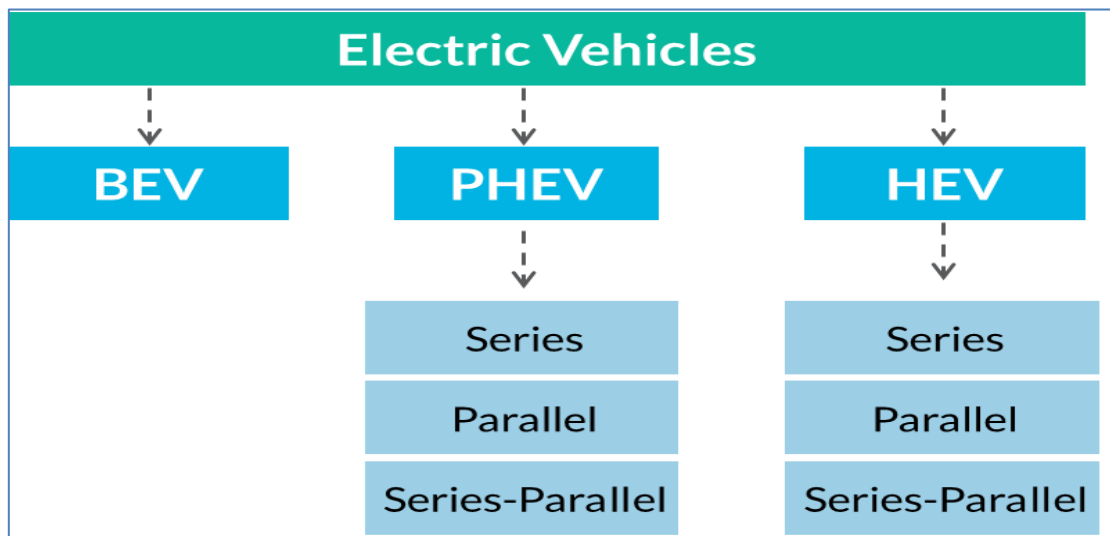 Electric Vehicles
BEV
PHEV
HEV
Series
Series
Parallel
Parallel
Series-Parallel
Series-Parallel